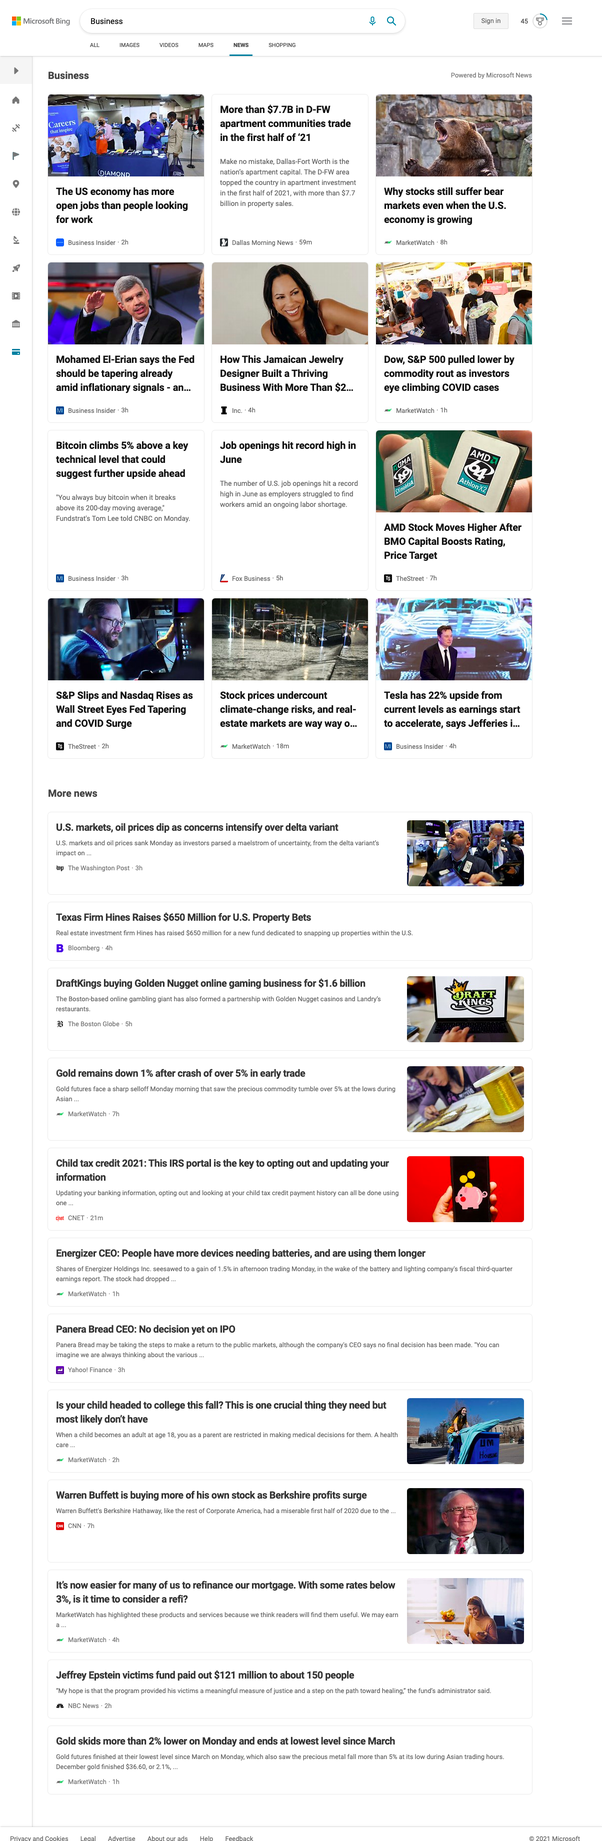 Microsoft Bing
Business
Sign in
45
ALL
IMAGES
VIDEOS
MAPS
NEWS
SHOPPING
Business
Powered by Microsoft News
Careers
DIAMOND
The US economy has more
open jobs than people looking
for work
Business Insider · 2h
More than $7.7B in D-FW
apartment communities trade
in the first half of '21
Make no mistake, Dallas-Fort Worth is the
nation's apartment capital. The D-FW area
topped the country in apartment investment
in the first half of 2021, with more than $7.7
billion in property sales.
Dallas Morning News · 59m
Why stocks still suffer bear
markets even when the U.S.
economy is growing
MarketWatch · 8h
Mohamed El-Erian says the Fed
should be tapering already
amid inflationary signals - an...
Business Insider · 3h
How This Jamaican Jewelry
Designer Built a Thriving
Business With More Than $2...
Inc. · 4h
Dow, S&P 500 pulled lower by
commodity rout as investors
eye climbing COVID cases
MarketWatch · 1h
Bitcoin climbs 5% above a key
technical level that could
suggest further upside ahead
"You always buy bitcoin when it breaks
above its 200-day moving average,"
Fundstrat's Tom Lee told CNBC on Monday.
Business Insider · 3h
Job openings hit record high in
June
The number of U.S. job openings hit a record
high in June as employers struggled to find
workers amid an ongoing labor shortage.
Fox Business · 5h
AMD
64
Athlon X2
AMD Stock Moves Higher After
BMO Capital Boosts Rating,
Price Target
TheStreet · 7h
S&P Slips and Nasdaq Rises as
Wall Street Eyes Fed Tapering
and COVID Surge
TheStreet · 2h
Stock prices undercount
climate-change risks, and real-
estate markets are way way o...
MarketWatch · 18m
Tesla has 22% upside from
current levels as earnings start
to accelerate, says Jefferies i...
Business Insider · 4h
More news
U.S. markets, oil prices dip as concerns intensify over delta variant
U.S. markets and oil prices sank Monday as investors parsed a maelstrom of uncertainty, from the delta variant's
impact on ...
The Washington Post · 3h
Texas Firm Hines Raises $650 Million for U.S. Property Bets
Real estate investment firm Hines has raised $650 million for a new fund dedicated to snapping up properties within the U.S.
Bloomberg · 4h
DraftKings buying Golden Nugget online gaming business for $1.6 billion
The Boston-based online gambling giant has also formed a partnership with Golden Nugget casinos and Landry's
restaurants.
The Boston Globe · 5h
DRAFT
KINGS
Gold remains down 1% after crash of over 5% in early trade
Gold futures face a sharp selloff Monday morning that saw the precious commodity tumble over 5% at the lows during
Asian ...
MarketWatch · 7h
Child tax credit 2021: This IRS portal is the key to opting out and updating your
information
Updating your banking information, opting out and looking at your child tax credit payment history can all be done using
one ...
CNET · 21m
Energizer CEO: People have more devices needing batteries, and are using them longer
Shares of Energizer Holdings Inc. seesawed to a gain of 1.5% in afternoon trading Monday, in the wake of the battery and lighting company's fiscal third-quarter
earnings report. The stock had dropped ...
MarketWatch · 1h
Panera Bread CEO: No decision yet on IPO
Panera Bread may be taking the steps to make a return to the public markets, although the company's CEO says no final decision has been made. "You can
imagine we are always thinking about the various ...
Yahoo! Finance · 3h
Is your child headed to college this fall? This is one crucial thing they need but
most likely don't have
When a child becomes an adult at age 18, you as a parent are restricted in making medical decisions for them. A health
care ...
MarketWatch · 2h
Warren Buffett is buying more of his own stock as Berkshire profits surge
Warren Buffett's Berkshire Hathaway, like the rest of Corporate America, had a miserable first half of 2020 due to the ...
CNN · 7h
It's now easier for many of us to refinance our mortgage. With some rates below
3%, is it time to consider a refi?
MarketWatch has highlighted these products and services because we think readers will find them useful. We may earn
a ...
MarketWatch · 4h
Jeffrey Epstein victims fund paid out $121 million to about 150 people
"My hope is that the program provided his victims a meaningful measure of justice and a step on the path toward healing," the fund's administrator said.
NBC News · 2h
Gold skids more than 2% lower on Monday and ends at lowest level since March
Gold futures finished at their lowest level since March on Monday, which also saw the precious metal fall more than 5% at its low during Asian trading hours.
December gold finished $36.60, or 2.1%, ...
MarketWatch · 1h
Privacy and Cookies
Legal
Advertise
About our ads
Help
Feedback
© 2021 Microsoft